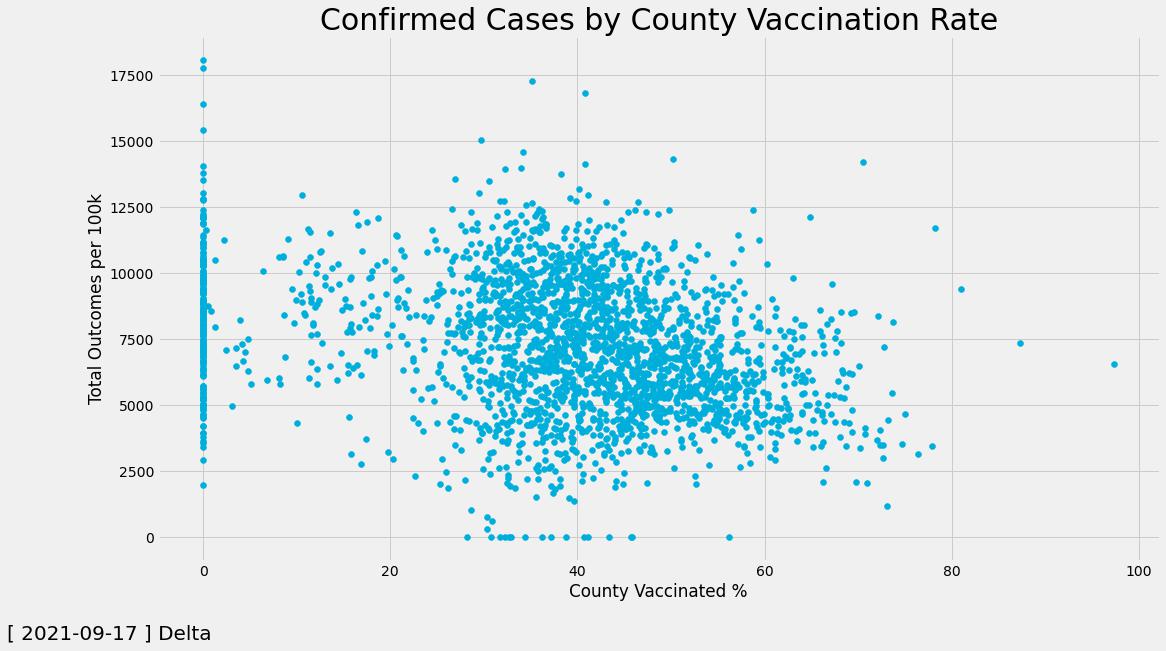 Confirmed Cases by County Vaccination Rate
17500
15000
12500
10000
7500
5000
2500
0
Total Outcomes per 100k
0 20 40 60 80 100
County Vaccinated %
[ 2021-09-17 ] Delta